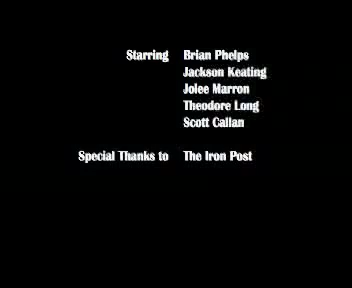 Starring Brian Phelps
Jackson Keating
Jolee Marron
Theodore Long
Scott Callan
Special Thanks to The Iron Post